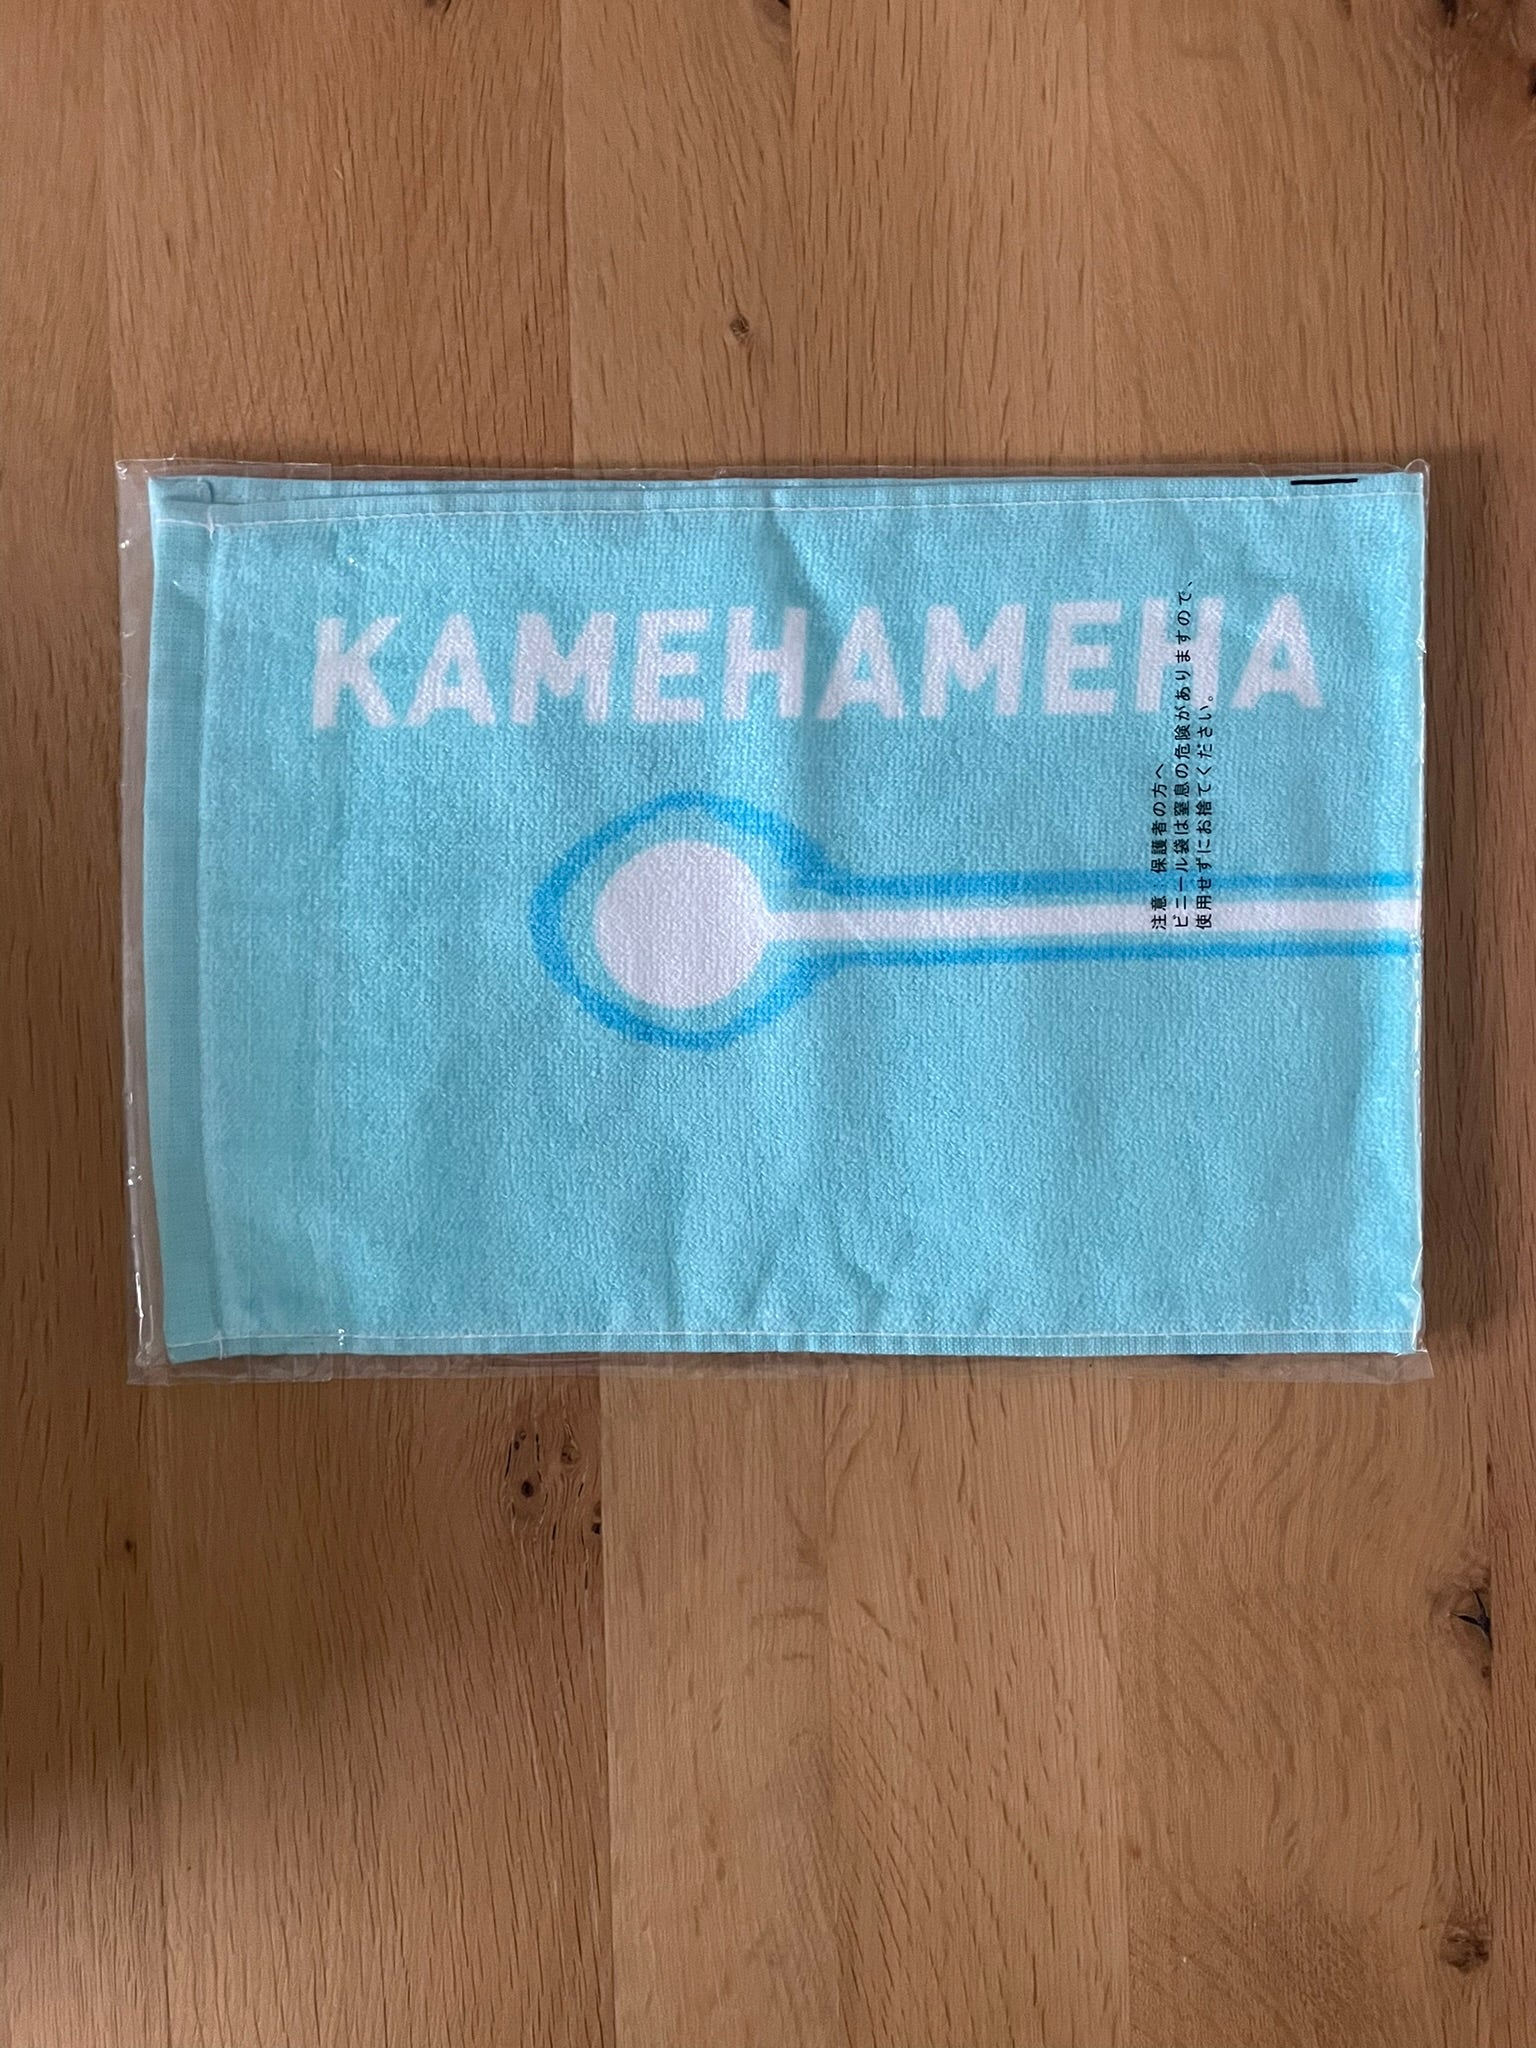 KAMEHAMEHA
注意：保護者の方へ
ビニール袋は窒息の危険がありますので、
使用せずにお捨てください。